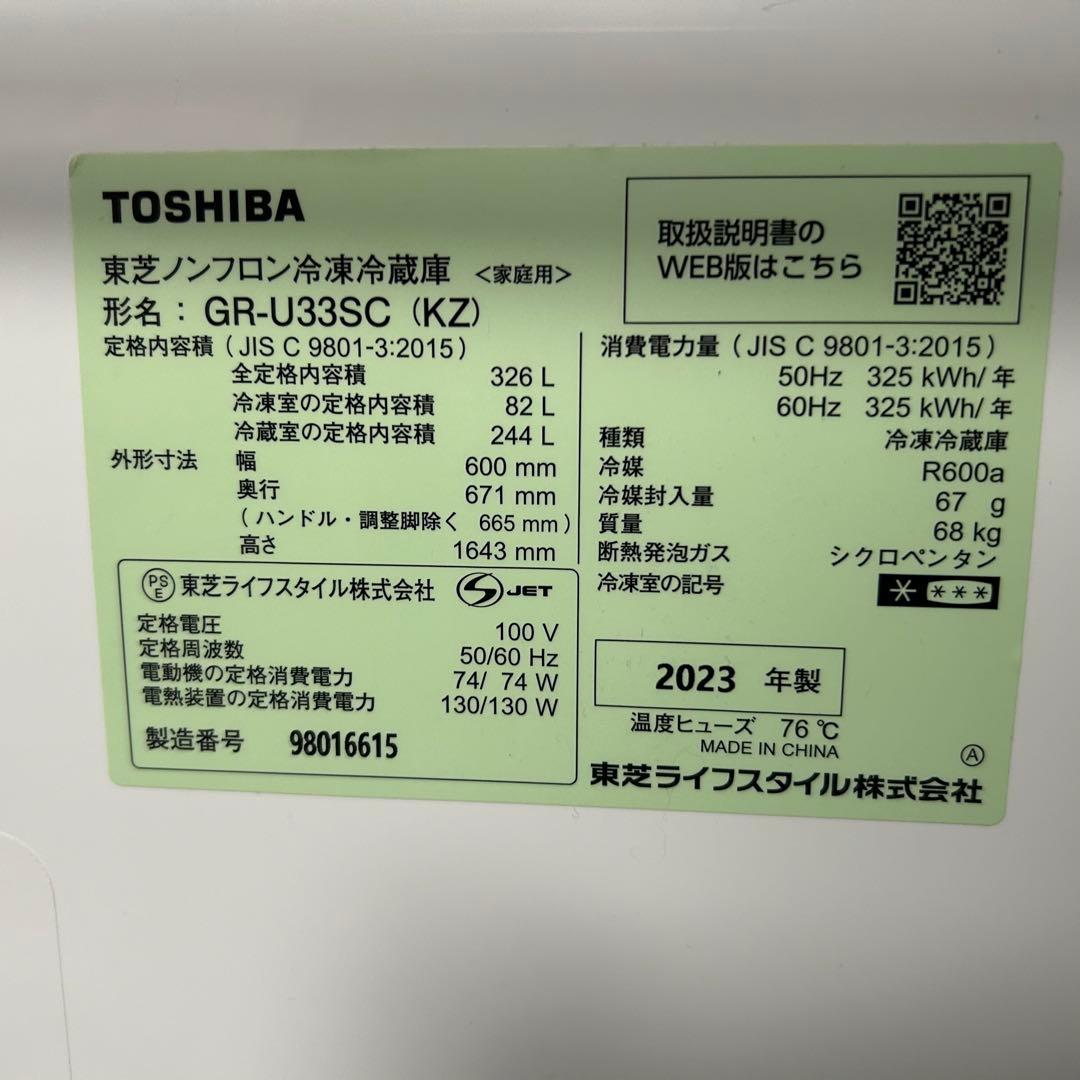 TOSHIBA
東芝ノンフロン冷凍冷蔵庫 <家庭用>
形名 : GR-U33SC (KZ)
取扱説明書の
WEB版はこちら
定格内容積 ( JIS C 9801-3:2015 )
全定格内容積 326 L
冷凍室の定格内容積 82 L
冷蔵室の定格内容積 244 L
外形寸法 幅 600 mm
奥行 671 mm
( ハンドル・調整脚除く 665 mm )
高さ 1643 mm
消費電力量 ( JIS C 9801-3:2015 )
50Hz 325 kWh/ 年
60Hz 325 kWh/ 年
種類 冷凍冷蔵庫
冷媒 R600a
冷媒封入量 67 g
質量 68 kg
断熱発泡ガス シクロペンタン
冷凍室の記号 * ***
PS E 東芝ライフスタイル株式会社 S JET
定格電圧 100 V
定格周波数 50/60 Hz
電動機の定格消費電力 74/ 74 W
電熱装置の定格消費電力 130/130 W
製造番号 98016615
2023 年製
温度ヒューズ 76 ℃
MADE IN CHINA
Ⓐ
東芝ライフスタイル株式会社